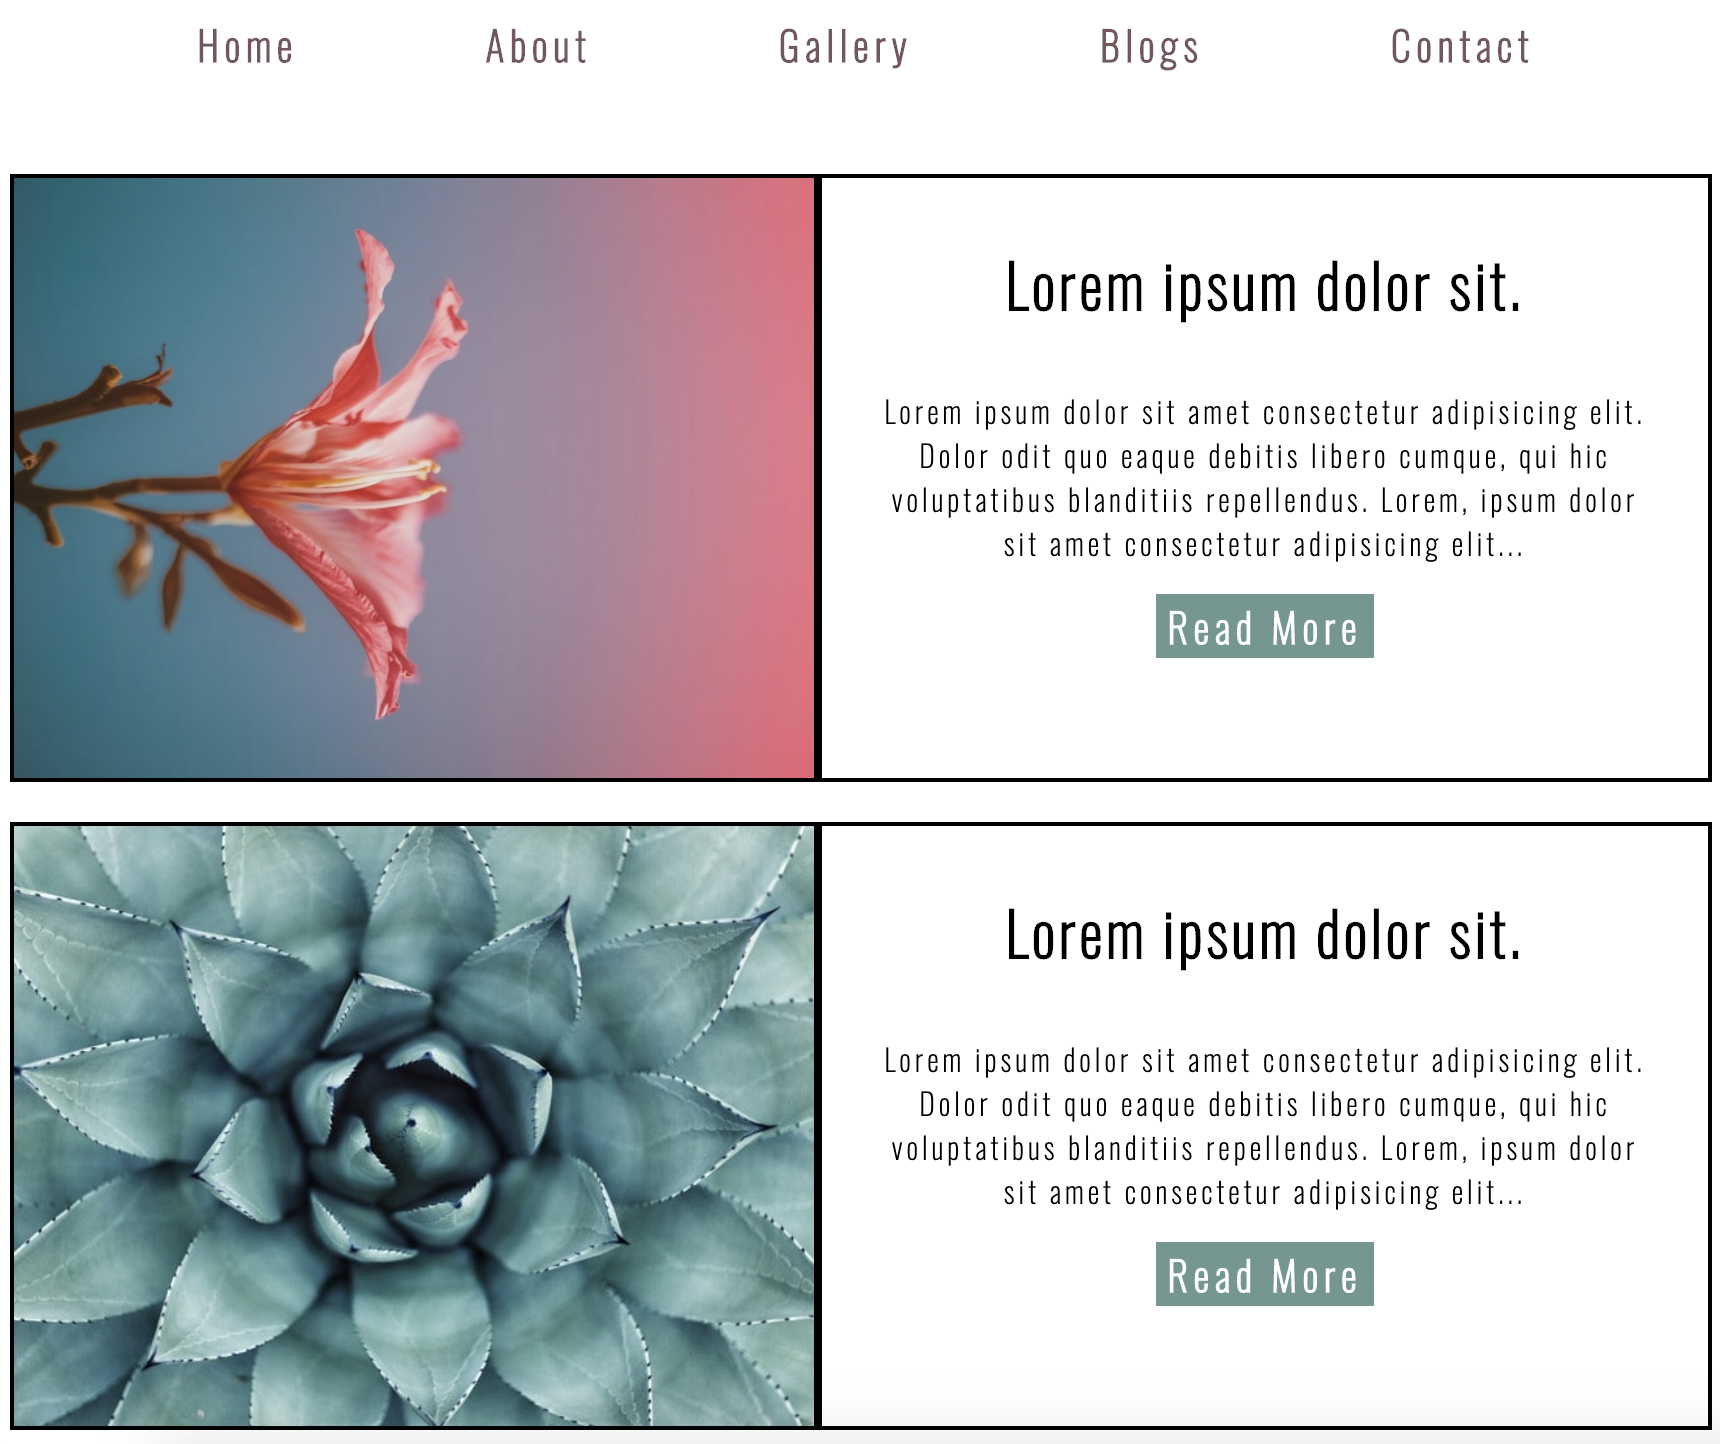 Home About Gallery Blogs Contact
Lorem ipsum dolor sit.
Lorem ipsum dolor sit amet consectetur adipisicing elit.
Dolor odit quo eaque debitis libero cumque, qui hic
voluptatibus blanditiis repellendus. Lorem, ipsum dolor
sit amet consectetur adipisicing elit...
Read More
Lorem ipsum dolor sit.
Lorem ipsum dolor sit amet consectetur adipisicing elit.
Dolor odit quo eaque debitis libero cumque, qui hic
voluptatibus blanditiis repellendus. Lorem, ipsum dolor
sit amet consectetur adipisicing elit...
Read More